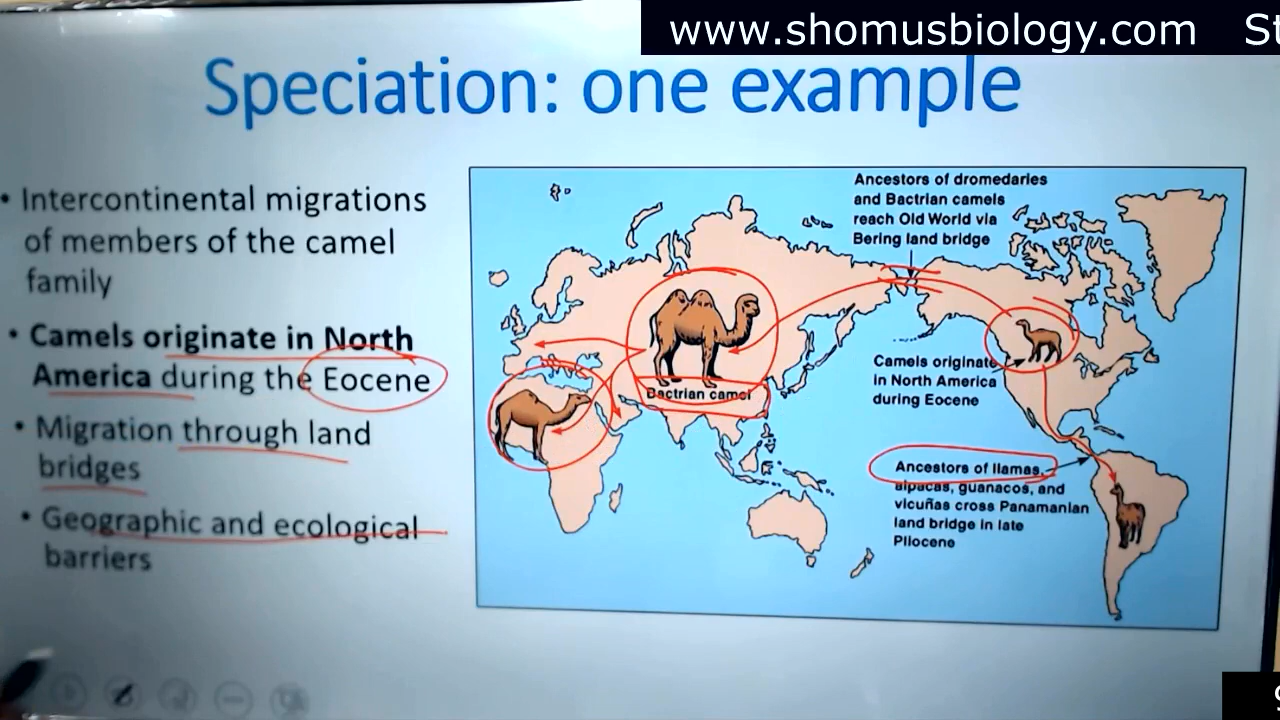 www.shomusbiology.com St
Speciation: one example
• Intercontinental migrations
of members of the camel
family
• Camels originate in North
America during the Eocene
• Migration through land
bridges
• Geographic and ecological
barriers
Ancestors of dromedaries
and Bactrian camels
reach Old World via
Bering land bridge
Bactrian camel
Camels originate
in North America
during Eocene
Ancestors of llamas,
alpacas, guanacos, and
vicuñas cross Panamanian
land bridge in late
Pliocene